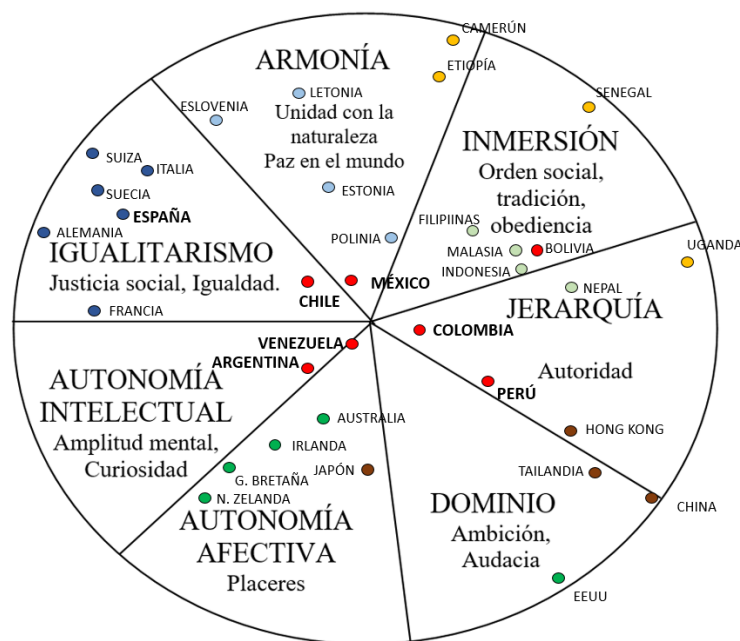 CAMERÚN
ARMONÍA
ETIOPÍA
LETONIA
ESLOVENIA
Unidad con la
naturaleza
Paz en el mundo
ESTONIA
POLINIA
SENEGAL
INMERSIÓN
Orden social,
tradición,
obediencia
FILIPIINAS
MALASIA
BOLIVIA
INDONESIA
SUIZA
ITALIA
SUECIA
ESPAÑA
ALEMANIA
IGUALITARISMO
Justicia social, Igualdad.
CHILE
MÉXICO
FRANCIA
UGANDA
NEPAL
JERARQUÍA
COLOMBIA
Autoridad
PERÚ
HONG KONG
VENEZUELA
ARGENTINA
AUTONOMÍA
INTELECTUAL
Amplitud mental,
Curiosidad
AUSTRALIA
IRLANDA
JAPÓN
G. BRETAÑA
N. ZELANDA
AUTONOMÍA
AFECTIVA
Placeres
TAILANDIA
CHINA
DOMINIO
Ambición,
Audacia
EEUU